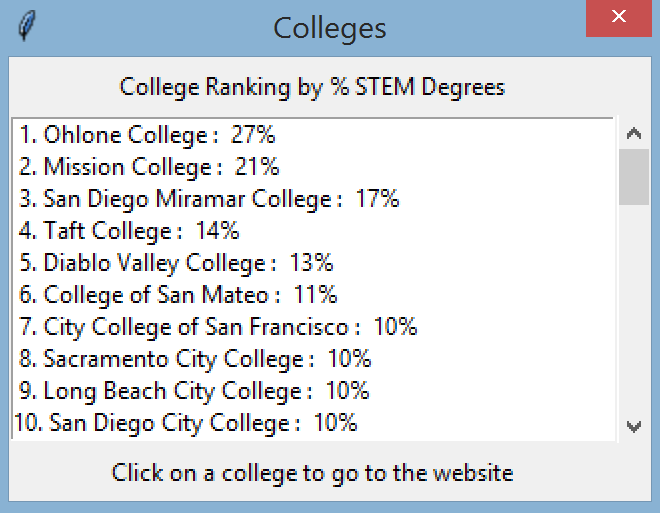 Colleges
College Ranking by % STEM Degrees
1. Ohlone College :  27%
2. Mission College :  21%
3. San Diego Miramar College :  17%
4. Taft College :  14%
5. Diablo Valley College :  13%
6. College of San Mateo :  11%
7. City College of San Francisco :  10%
8. Sacramento City College :  10%
9. Long Beach City College :  10%
10. San Diego City College :  10%
Click on a college to go to the website